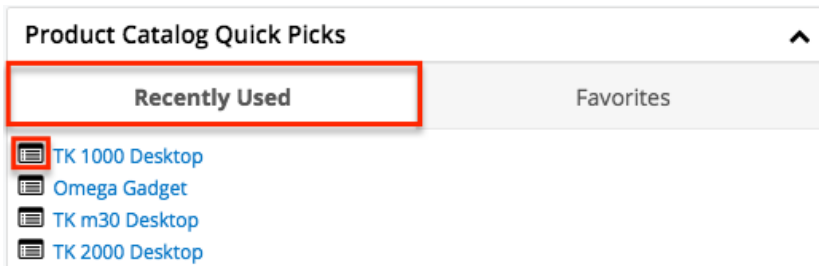 Product Catalog Quick Picks
Recently Used
Favorites
TK 1000 Desktop
Omega Gadget
TK m30 Desktop
TK 2000 Desktop